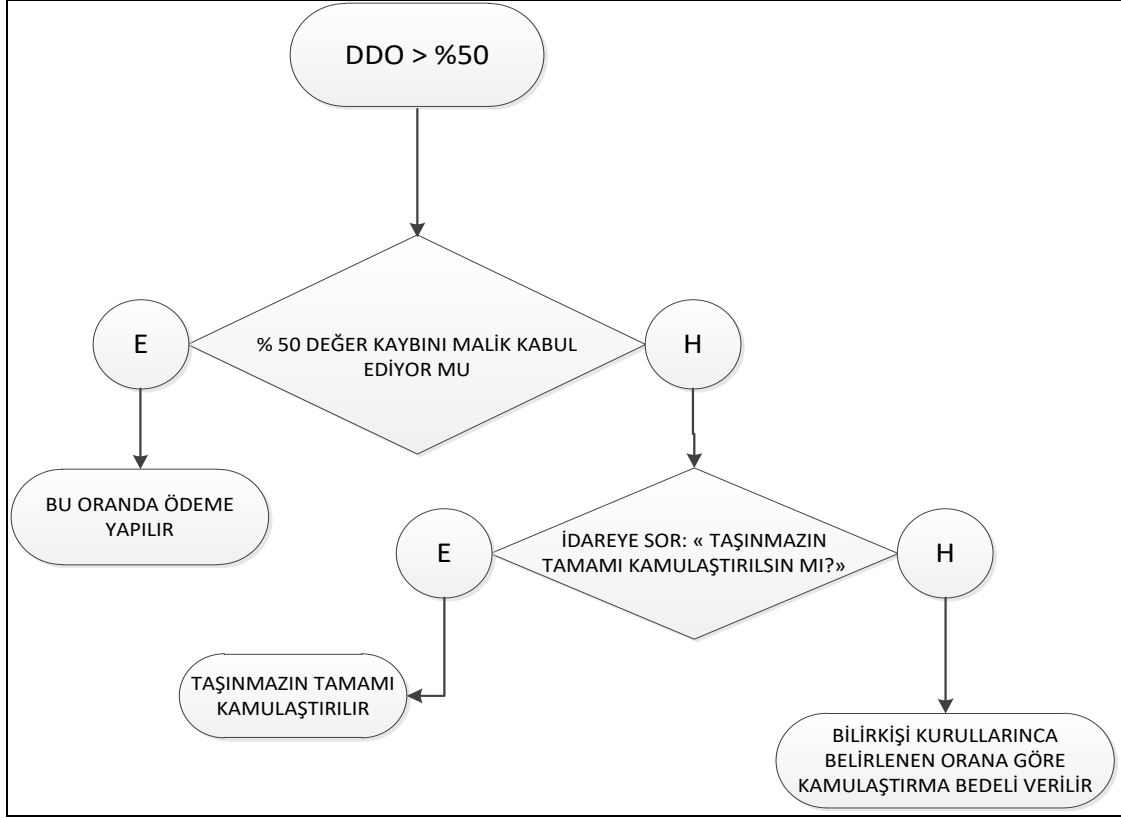 DDO > %50
E
% 50 DEĞER KAYBINI MALİK KABUL
EDİYOR MU
H
BU ORANDA ÖDEME
YAPILIR
E
İDAREYE SOR: « TAŞINMAZIN
TAMAMI KAMULAŞTIRILSIN MI?»
H
TAŞINMAZIN TAMAMI
KAMULAŞTIRILIR
BİLİRKİŞİ KURULLARINCA
BELİRLENEN ORANA GÖRE
KAMULAŞTIRMA BEDELİ VERİLİR